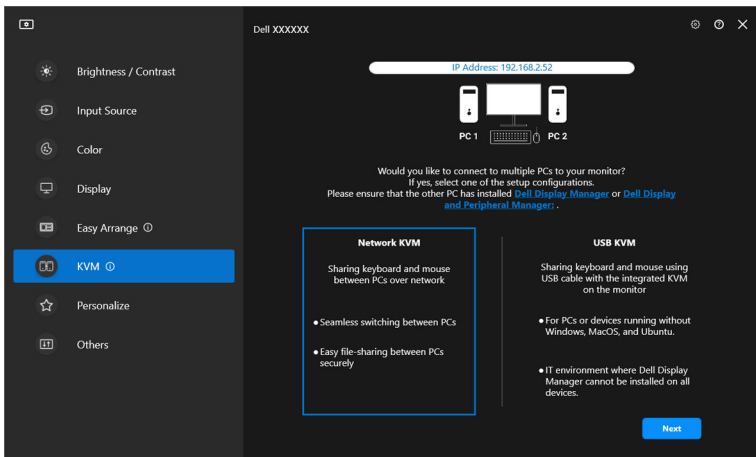 Dell XXXXXX
Brightness / Contrast
Input Source
Color
Display
Easy Arrange
KVM
Personalize
Others
IP Address: 192.168.2.52
PC 1
PC 2
Would you like to connect to multiple PCs to your monitor?
If yes, select one of the setup configurations.
Please ensure that the other PC has installed Dell Display Manager or Dell Display
and Peripheral Manager: .
Network KVM
Sharing keyboard and mouse
between PCs over network
● Seamless switching between PCs
● Easy file-sharing between PCs
securely
USB KVM
Sharing keyboard and mouse using
USB cable with the integrated KVM
on the monitor
● For PCs or devices running without
Windows, MacOS, and Ubuntu.
● IT environment where Dell Display
Manager cannot be installed on all
devices.
Next